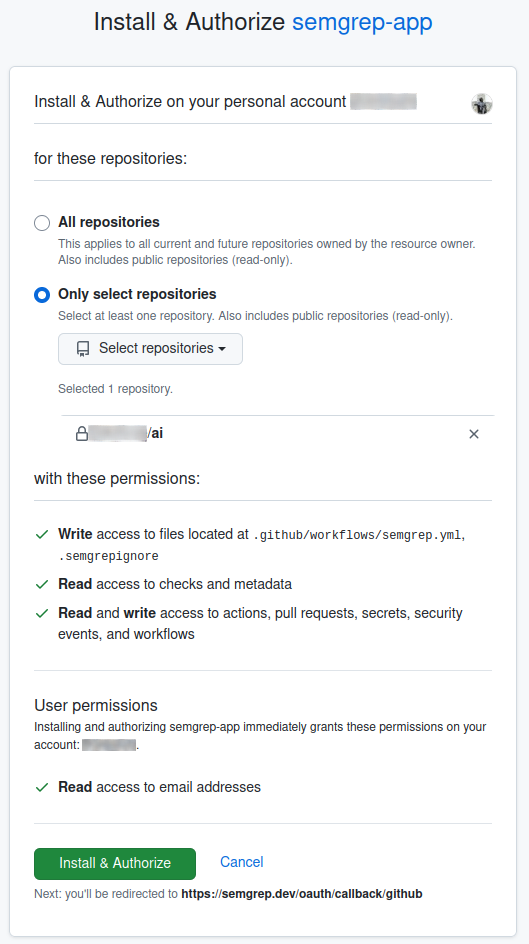 Install & Authorize semgrep-app
Install & Authorize on your personal account
for these repositories:
All repositories
This applies to all current and future repositories owned by the resource owner.
Also includes public repositories (read-only).
Only select repositories
Select at least one repository. Also includes public repositories (read-only).
Select repositories
Selected 1 repository.
/ai
with these permissions:
Write access to files located at .github/workflows/semgrep.yml,
.semgrepignore
Read access to checks and metadata
Read and write access to actions, pull requests, secrets, security
events, and workflows
User permissions
Installing and authorizing semgrep-app immediately grants these permissions on your
account: .
Read access to email addresses
Install & Authorize
Cancel
Next: you'll be redirected to https://semgrep.dev/oauth/callback/github